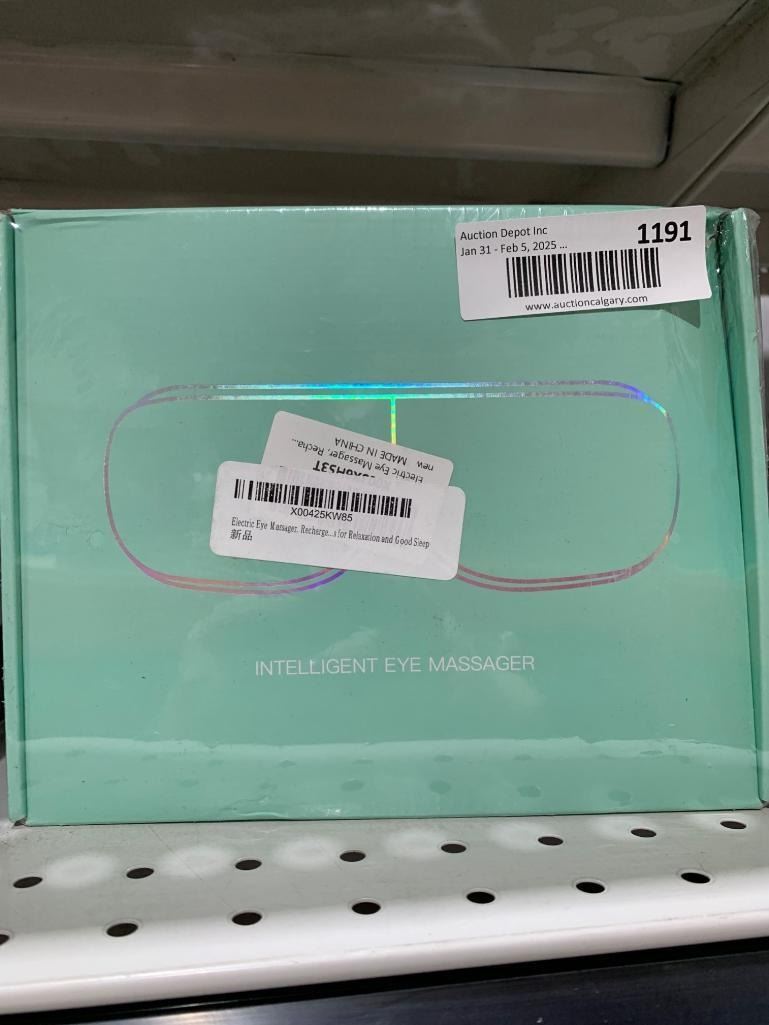 Auction Depot Inc
1191
Jan 31 - Feb 5, 2025 ...
www.auctioncalgary.com
new MADE IN CHINA
Electric Eye Massager, Recha...
X00425KW85
Electric Eye Massager, Recharge...s for Relaxation and Good Sleep
新品
INTELLIGENT EYE MASSAGER